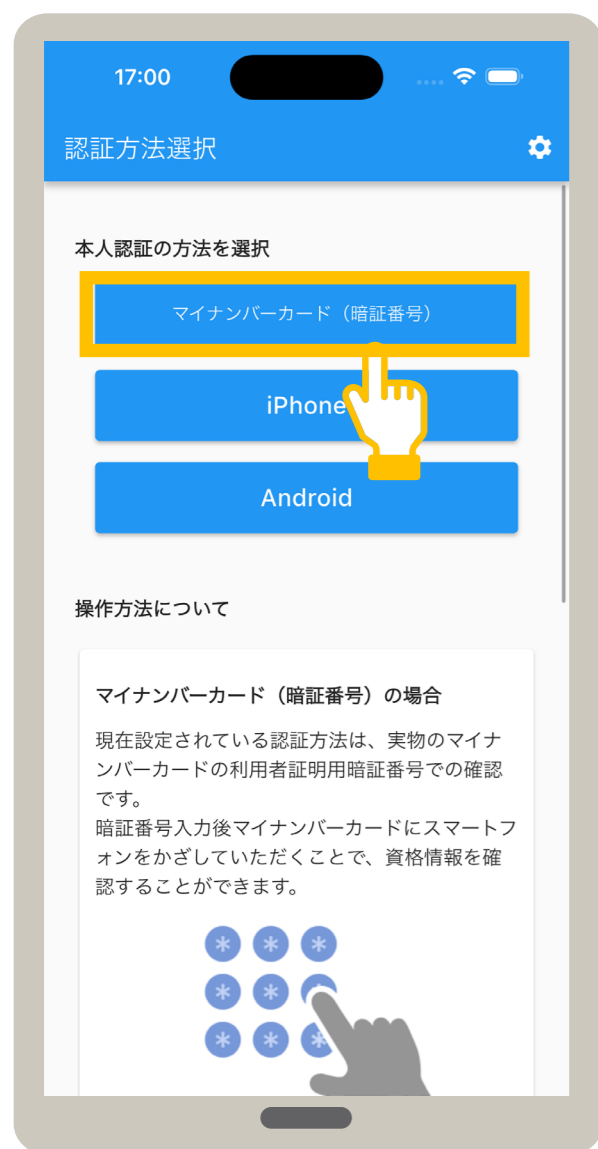 17:00
認証方法選択
本人認証の方法を選択
マイナンバーカード（暗証番号）
iPhone
Android
操作方法について
マイナンバーカード（暗証番号）の場合
現在設定されている認証方法は、実物のマイナ
ンバーカードの利用者証明用暗証番号での確認
です。
暗証番号入力後マイナンバーカードにスマートフ
ォンをかざしていただくことで、資格情報を確
認することができます。